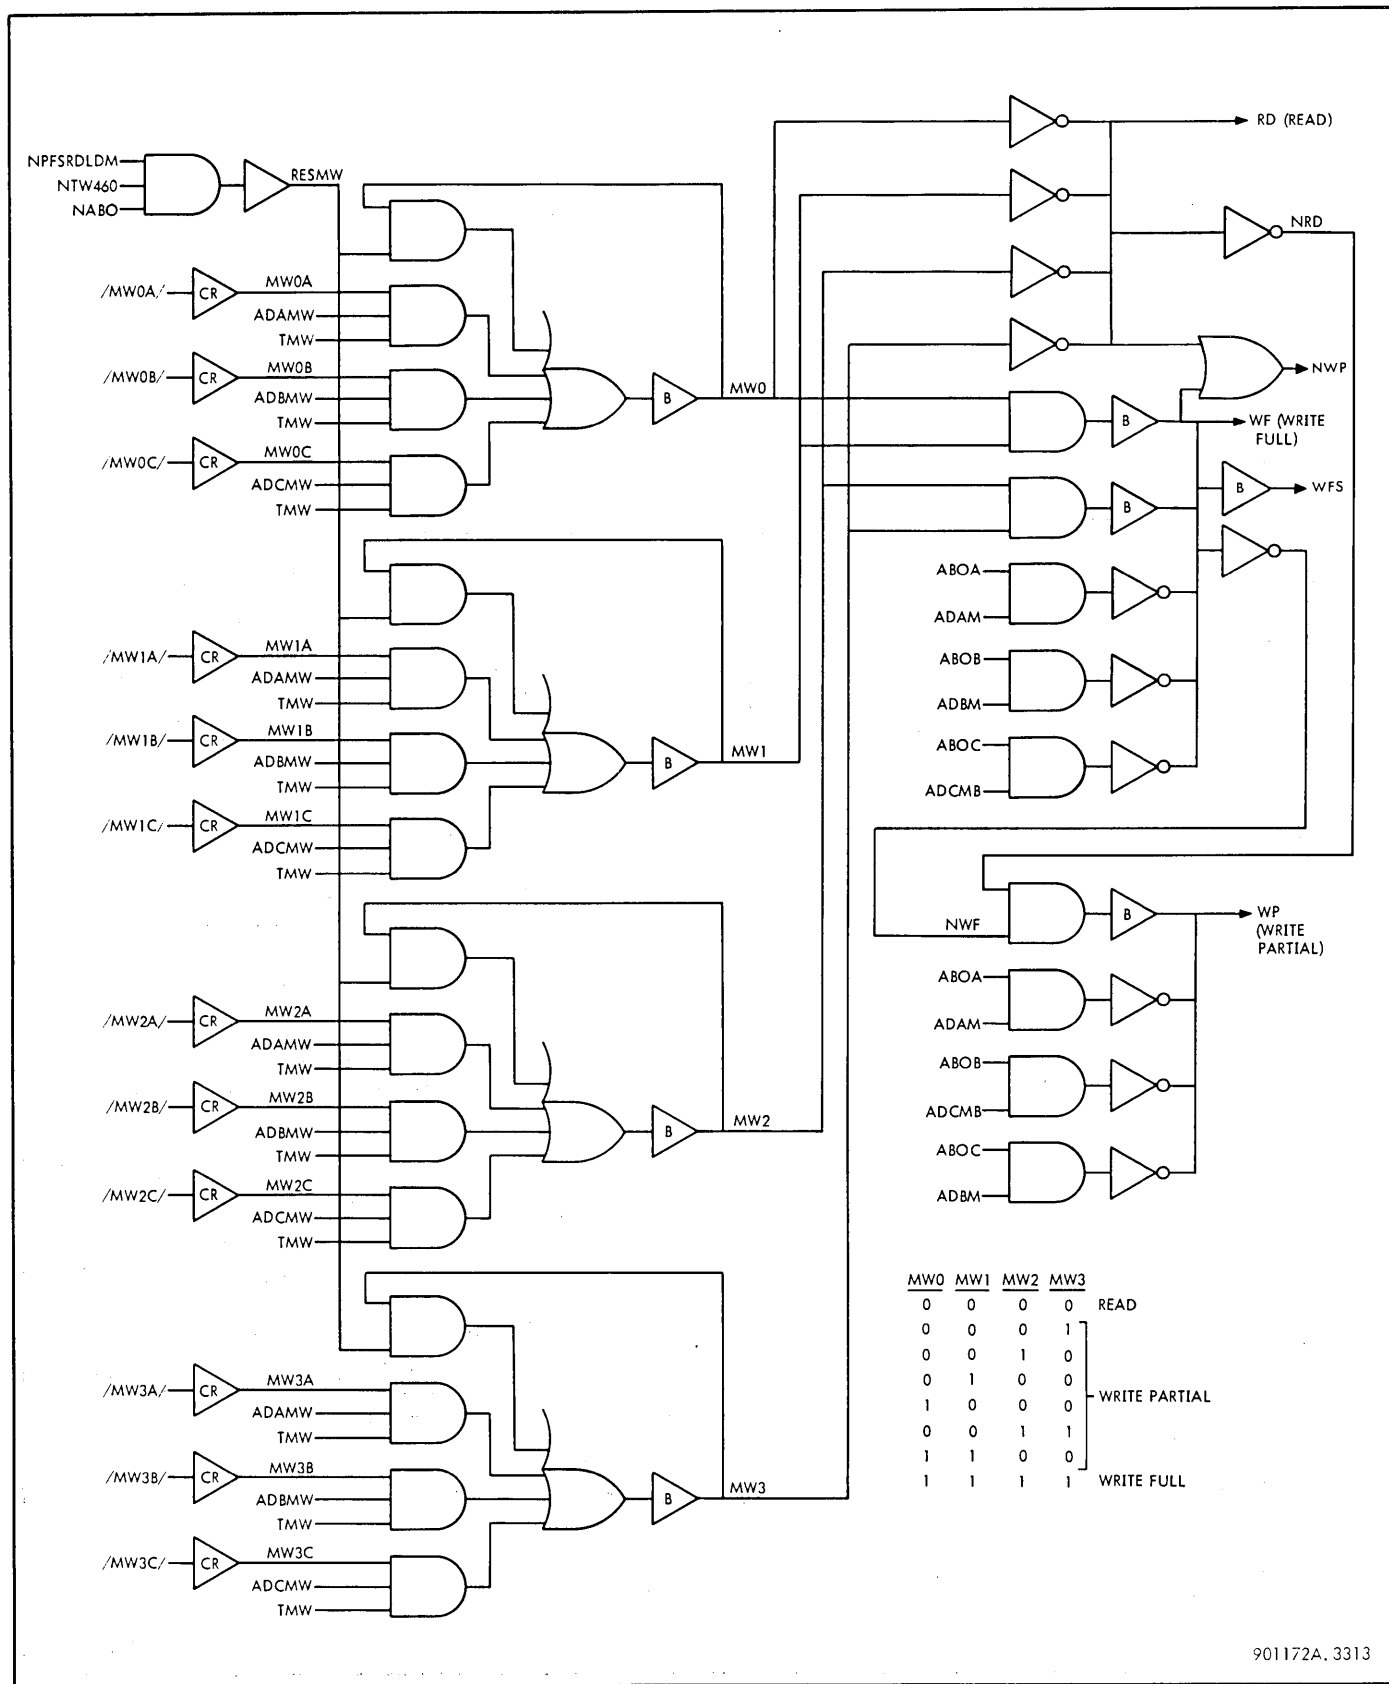 NPFSRDLDM
NTW460
NABO
RESMW
/MW0A/
CR
MW0A
ADAMW
TMW
/MW0B/
CR
MW0B
ADBMW
TMW
/MW0C/
CR
MW0C
ADCMW
TMW
B
MW0
/MW1A/
CR
MW1A
ADAMW
TMW
/MW1B/
CR
MW1B
ADBMW
TMW
/MW1C/
CR
MW1C
ADCMW
TMW
B
MW1
/MW2A/
CR
MW2A
ADAMW
TMW
/MW2B/
CR
MW2B
ADBMW
TMW
/MW2C/
CR
MW2C
ADCMW
TMW
B
MW2
/MW3A/
CR
MW3A
ADAMW
TMW
/MW3B/
CR
MW3B
ADBMW
TMW
/MW3C/
CR
MW3C
ADCMW
TMW
B
MW3
RD (READ)
NRD
NWP
B
WF (WRITE
FULL)
B
WFS
B
ABOA
ADAM
ABOB
ADBM
ABOC
ADCMB
NWF
B
WP
(WRITE
PARTIAL)
ABOA
ADAM
ABOB
ADCMB
ABOC
ADBM
MW0 MW1 MW2 MW3
0 0 0 0 READ
0 0 0 1
0 0 1 0
0 1 0 0
WRITE PARTIAL
1 0 0 0
0 0 1 1
1 1 0 0
1 1 1 1 WRITE FULL
901172A. 3313